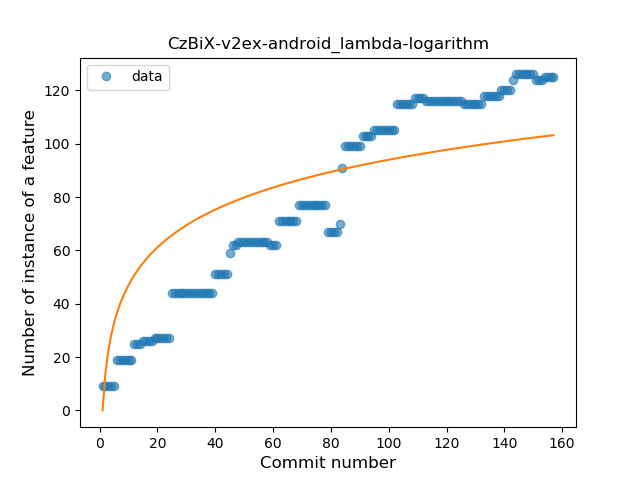 CzBiX-v2ex-android_lambda-logarithm
data
Number of instance of a feature
120
100
80
60
40
20
0
0 20 40 60 80 100 120 140 160
Commit number